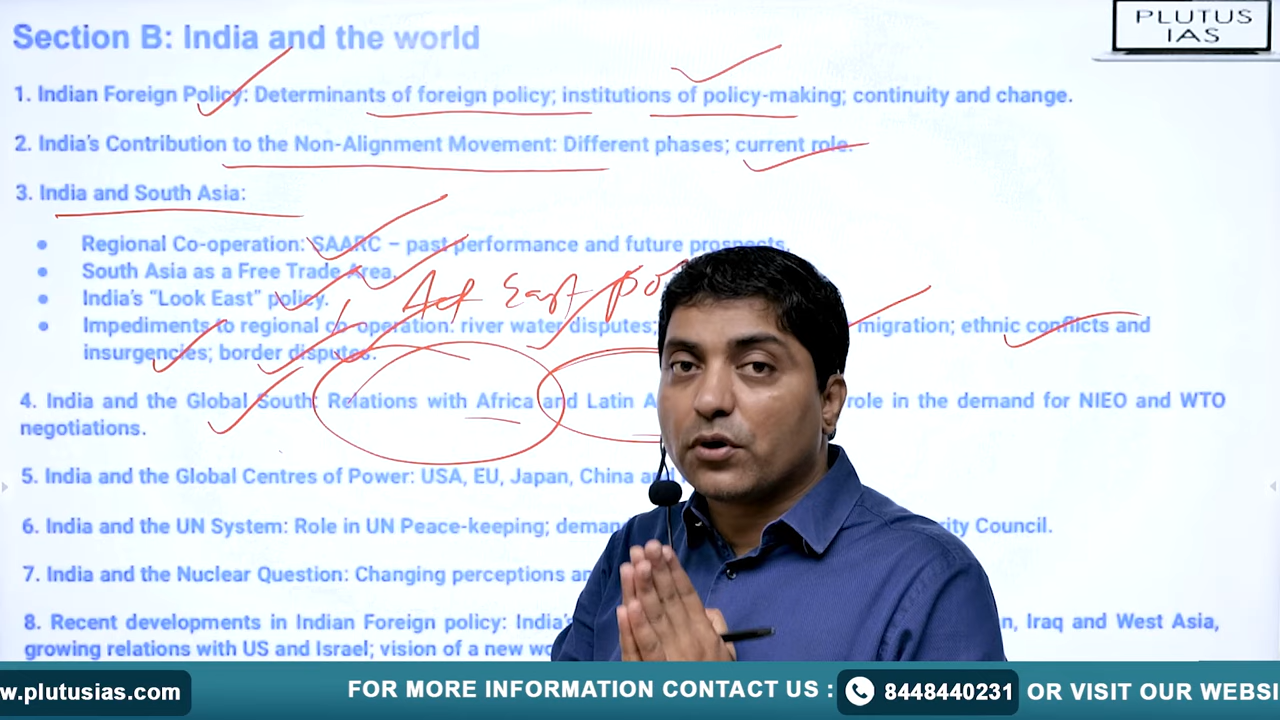 Section B: India and the world
PLUTUS
IAS
1. Indian Foreign Policy: Determinants of foreign policy; institutions of policy-making; continuity and change.
2. India's Contribution to the Non-Alignment Movement: Different phases; current role.
3. India and South Asia:
• Regional Co-operation: SAARC – past performance and future prospects.
• South Asia as a Free Trade Area.
• India's “Look East” policy.
Act East po
• Impediments to regional co-operation: river water disputes; migration; ethnic conflicts and
insurgencies; border disputes.
4. India and the Global South: Relations with Africa and Latin A role in the demand for NIEO and WTO
negotiations.
5. India and the Global Centres of Power: USA, EU, Japan, China and
6. India and the UN System: Role in UN Peace-keeping; deman rity Council.
7. India and the Nuclear Question: Changing perceptions an
8. Recent developments in Indian Foreign policy: India's n, Iraq and West Asia,
growing relations with US and Israel; vision of a new wo
w.plutusias.com FOR MORE INFORMATION CONTACT US : 8448440231 OR VISIT OUR WEBSI